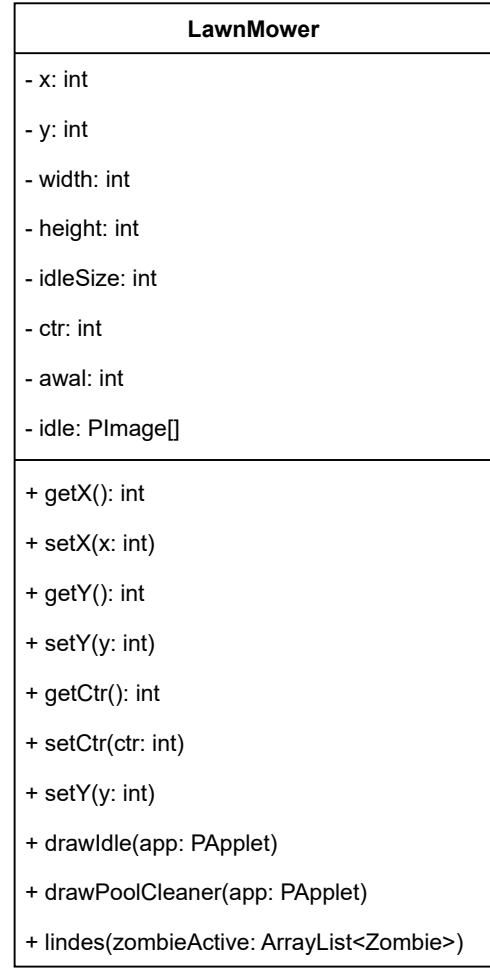 LawnMower
- x: int
- y: int
- width: int
- height: int
- idleSize: int
- ctr: int
- awal: int
- idle: PImage[]
+ getX(): int
+ setX(x: int)
+ getY(): int
+ setY(y: int)
+ getCtr(): int
+ setCtr(ctr: int)
+ setY(y: int)
+ drawIdle(app: PApplet)
+ drawPoolCleaner(app: PApplet)
+ lindes(zombieActive: ArrayList<Zombie>)